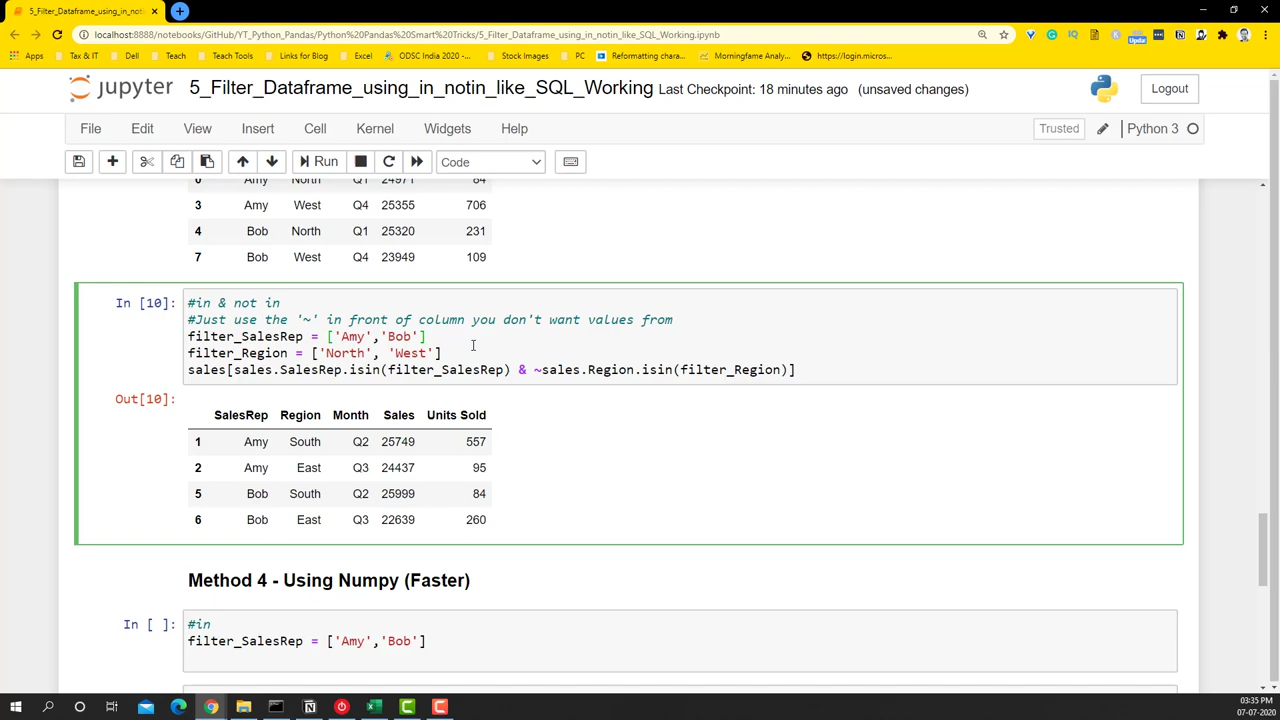 5_Filter_Dataframe_using_in_notin
localhost:8888/notebooks/GitHub/YT_Python_Pandas/Python%20Pandas%20Smart%20Tricks/5_Filter_Dataframe_using_in_notin_like_SQL_Working.ipynb
Apps Tax & IT Dell Teach Teach Tools Links for Blog Excel ODSC India 2020 -... Stock Images PC Reformatting chara... Morningfame Analy... https://login.micros...
jupyter 5_Filter_Dataframe_using_in_notin_like_SQL_Working Last Checkpoint: 18 minutes ago (unsaved changes) Logout
File Edit View Insert Cell Kernel Widgets Help Trusted Python 3
Run Code
0 Amy North Q1 24971 84
3 Amy West Q4 25355 706
4 Bob North Q1 25320 231
7 Bob West Q4 23949 109
In [10]: #in & not in
#Just use the '~' in front of column you don't want values from
filter_SalesRep = ['Amy','Bob']
filter_Region = ['North', 'West']
sales[sales.SalesRep.isin(filter_SalesRep) & ~sales.Region.isin(filter_Region)]
Out[10]:
SalesRep Region Month Sales Units Sold
1 Amy South Q2 25749 557
2 Amy East Q3 24437 95
5 Bob South Q2 25999 84
6 Bob East Q3 22639 260
Method 4 - Using Numpy (Faster)
In [ ]: #in
filter_SalesRep = ['Amy','Bob']
03:35 PM
07-07-2020